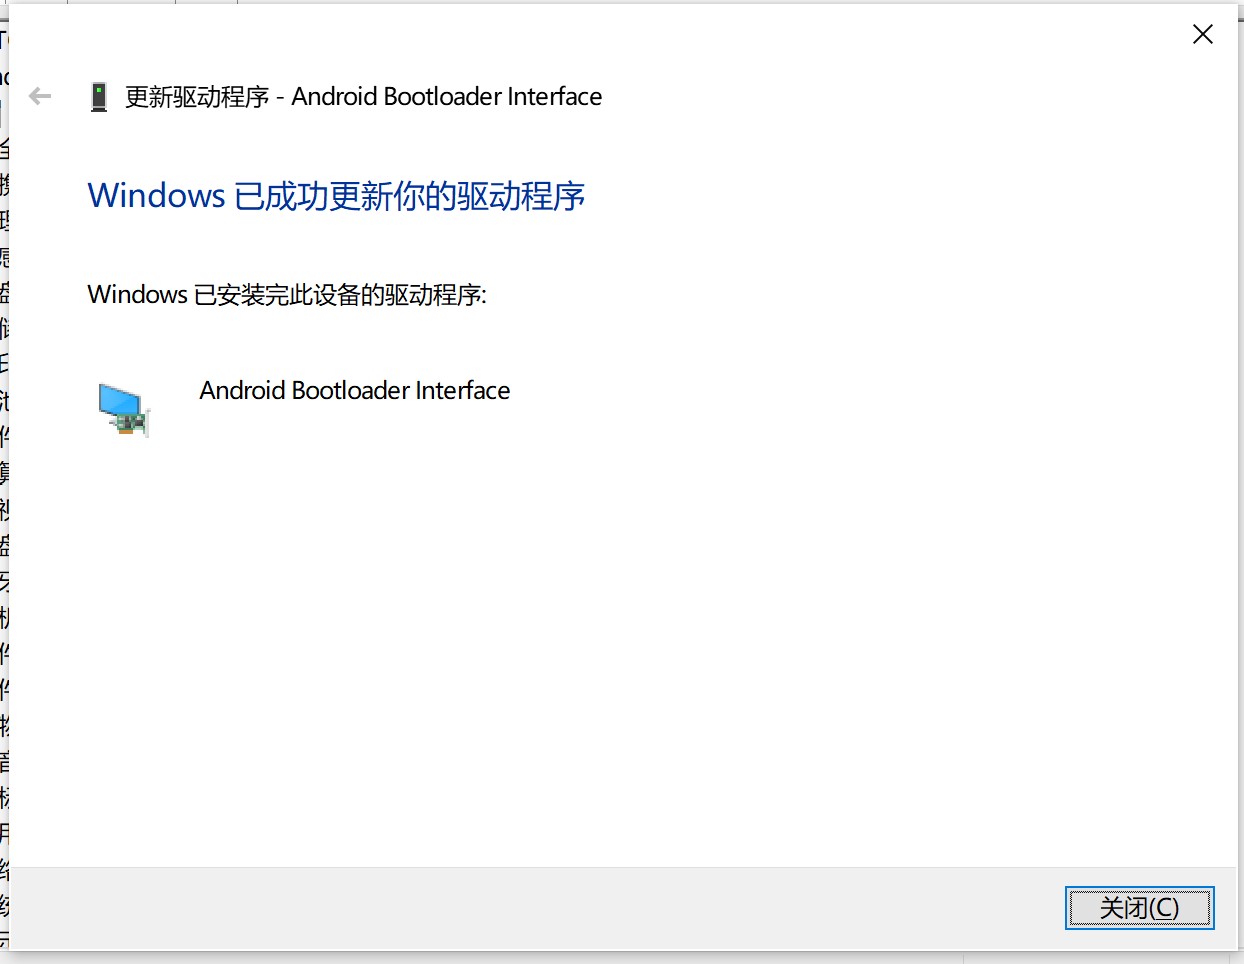 更新驱动程序 - Android Bootloader Interface
Windows 已成功更新你的驱动程序
Windows 已安装完此设备的驱动程序:
Android Bootloader Interface
关闭(C)